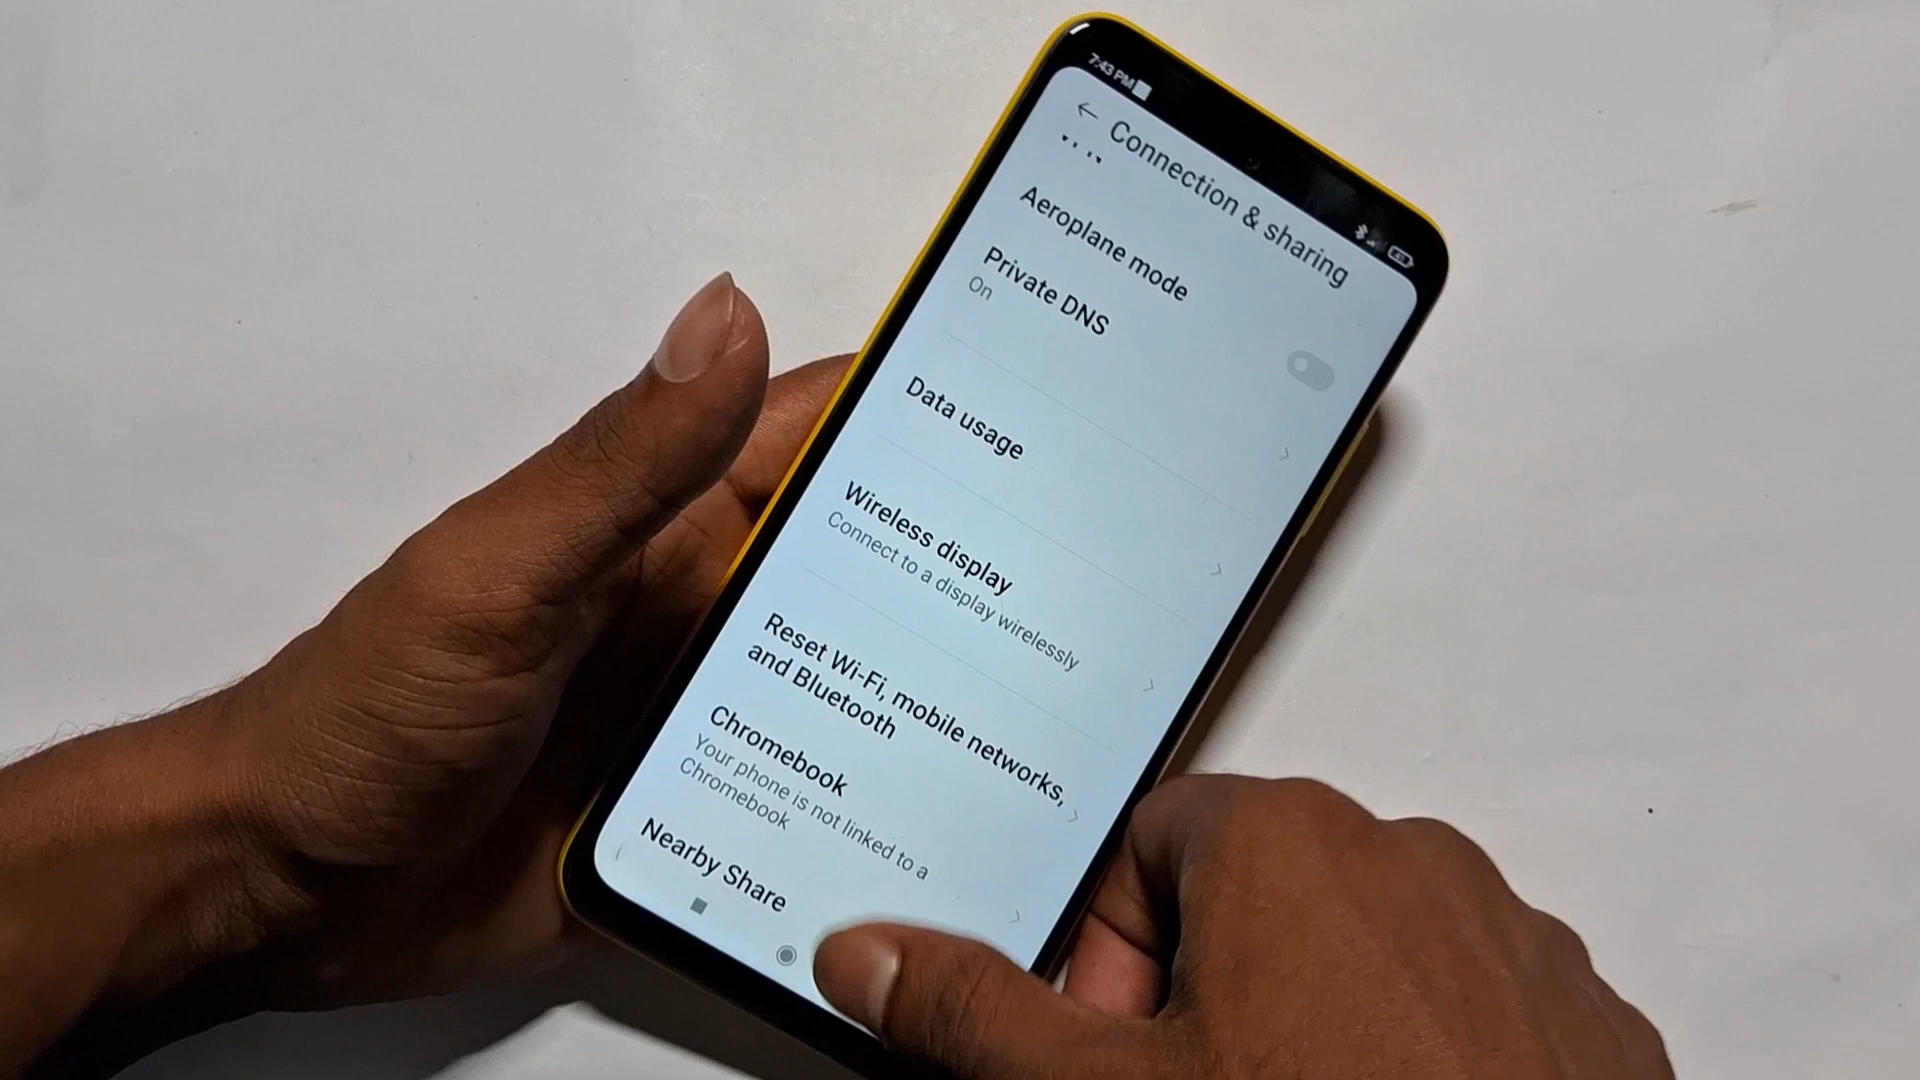 7:43 PM
Connection & sharing
Aeroplane mode
Private DNS
On
Data usage
Wireless display
Connect to a display wirelessly
Reset Wi-Fi, mobile networks,
and Bluetooth
Chromebook
Your phone is not linked to a
Chromebook
Nearby Share